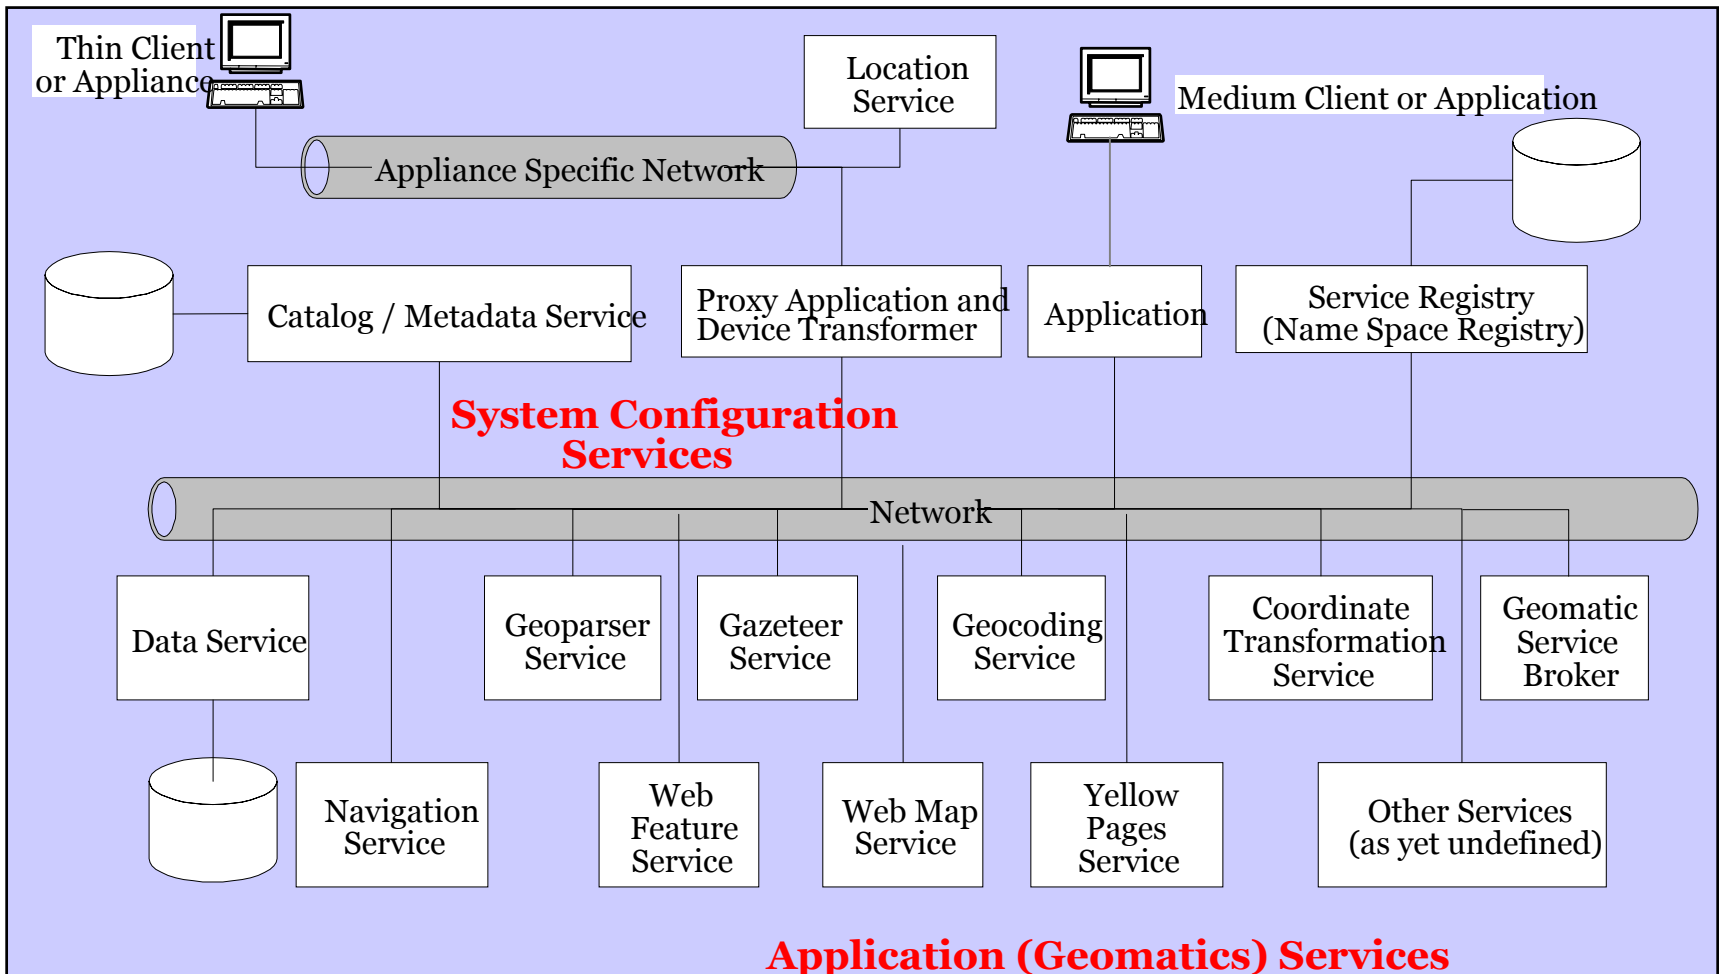 Thin Client
or Appliance
Location
Service
Medium Client or Application
Appliance Specific Network
Catalog / Metadata Service
Proxy Application and
Device Transformer
Application
Service Registry
(Name Space Registry)
System Configuration
Services
Network
Data Service
Geoparser
Service
Gazeteer
Service
Geocoding
Service
Coordinate
Transformation
Service
Geomatic
Service
Broker
Navigation
Service
Web
Feature
Service
Web Map
Service
Yellow
Pages
Service
Other Services
(as yet undefined)
Application (Geomatics) Services